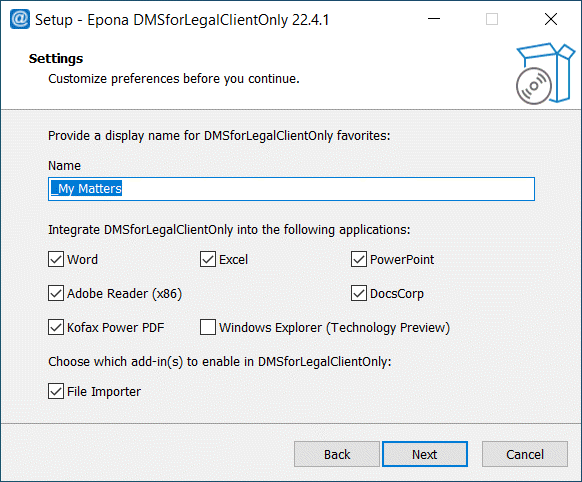 Setup - Epona DMSforLegalClientOnly 22.4.1
Settings
Customize preferences before you continue.
Provide a display name for DMSforLegalClientOnly favorites:
Name
_My Matters
Integrate DMSforLegalClientOnly into the following applications:
Word Excel PowerPoint
Adobe Reader (x86) DocsCorp
Kofax Power PDF Windows Explorer (Technology Preview)
Choose which add-in(s) to enable in DMSforLegalClientOnly:
File Importer
Back Next Cancel